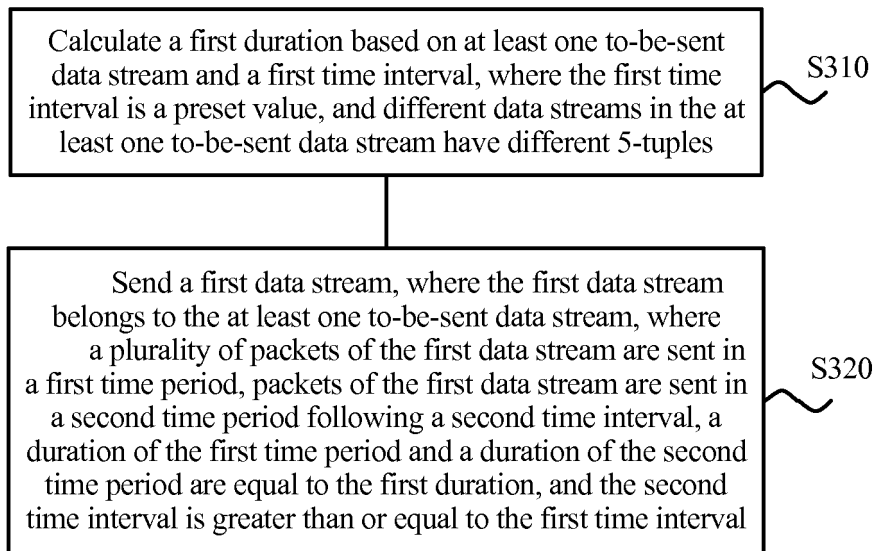 Calculate a first duration based on at least one to-be-sent
data stream and a first time interval, where the first time
interval is a preset value, and different data streams in the at
least one to-be-sent data stream have different 5-tuples
S310
Send a first data stream, where the first data stream
belongs to the at least one to-be-sent data stream, where
a plurality of packets of the first data stream are sent in
a first time period, packets of the first data stream are sent in
a second time period following a second time interval, a
duration of the first time period and a duration of the second
time period are equal to the first duration, and the second
time interval is greater than or equal to the first time interval
S320